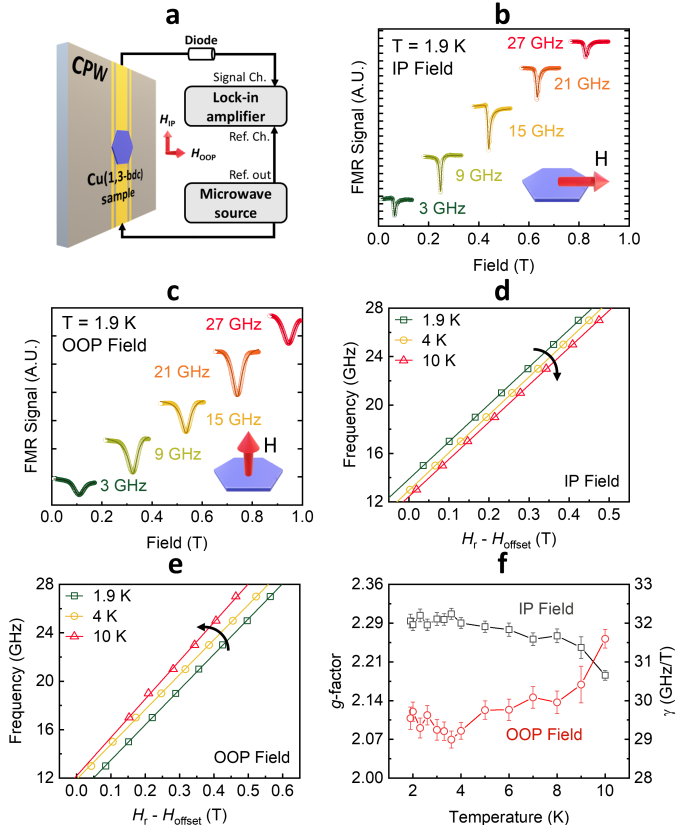 a
Diode
CPW
Signal Ch.
Lock-in
amplifier
Ref. Ch.
H_IP
H_OOP
Ref. out
Microwave
source
Cu(1,3-bdc)
sample
b
T = 1.9 K
IP Field
27 GHz
21 GHz
15 GHz
9 GHz
3 GHz
H
FMR Signal (A.U.)
0.0 0.2 0.4 0.6 0.8 1.0
Field (T)
c
T = 1.9 K
OOP Field
27 GHz
21 GHz
15 GHz
9 GHz
3 GHz
H
FMR Signal (A.U.)
0.0 0.2 0.4 0.6 0.8 1.0
Field (T)
d
28
24
20
16
12
Frequency (GHz)
1.9 K
4 K
10 K
IP Field
0.0 0.1 0.2 0.3 0.4 0.5
H_r - H_offset (T)
e
28
24
20
16
12
Frequency (GHz)
1.9 K
4 K
10 K
OOP Field
0.0 0.1 0.2 0.3 0.4 0.5 0.6
H_r - H_offset (T)
f
2.36
2.29
2.21
2.14
2.07
2.00
g-factor
IP Field
OOP Field
33
32
31
30
29
28
γ (GHz/T)
2 4 6 8 10
Temperature (K)